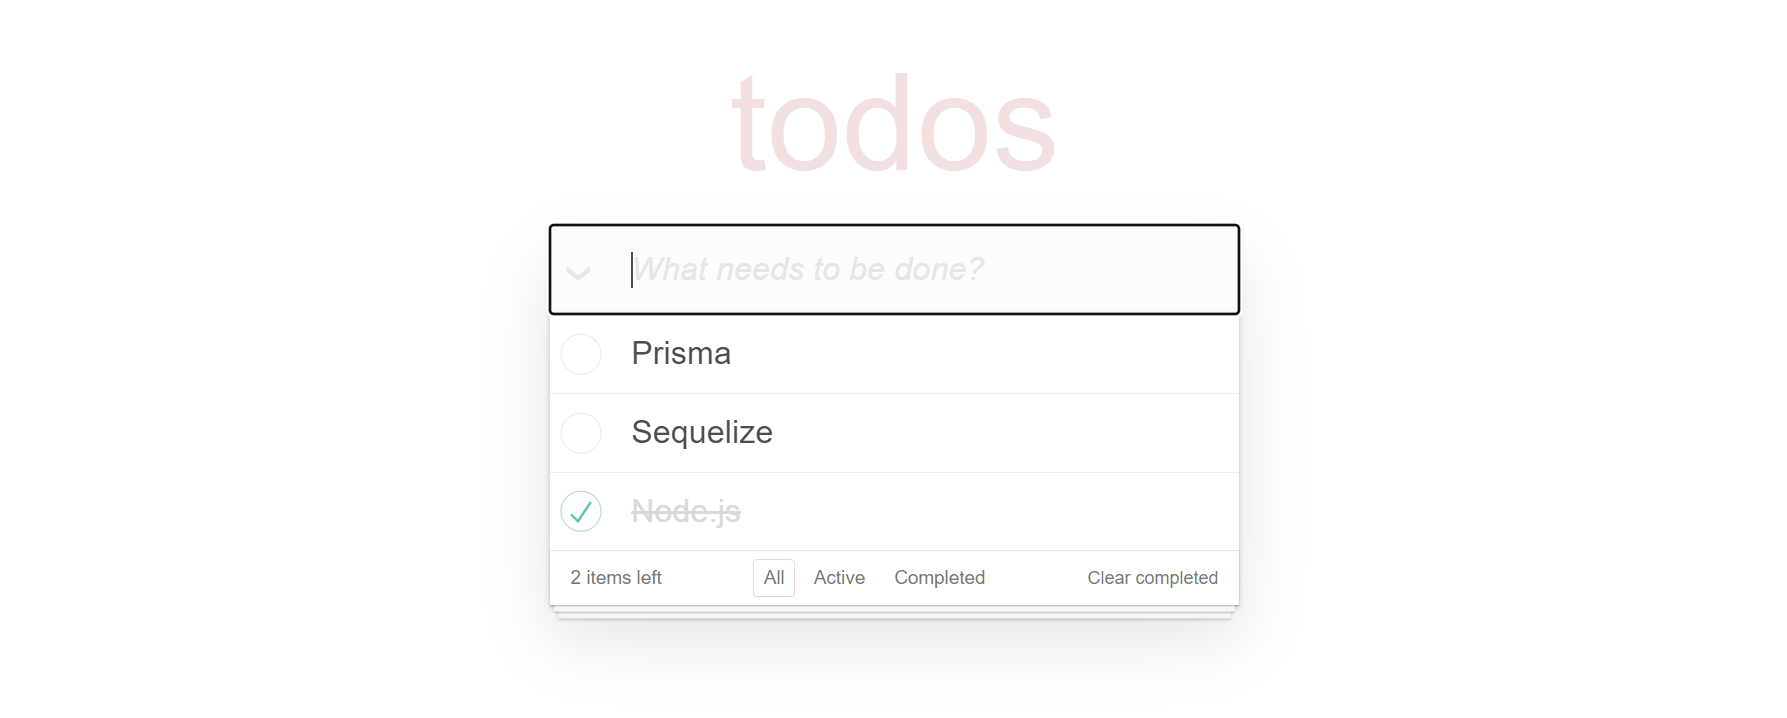 todos
What needs to be done?
Prisma
Sequelize
Node.js
2 items left All Active Completed Clear completed